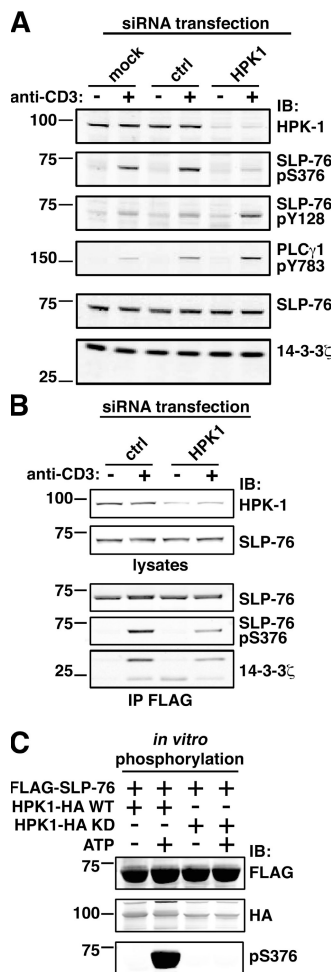 A
siRNA transfection
mock ctrl HPK1
anti-CD3: - + - + - + IB:
100 HPK-1
75 SLP-76 pS376
75 SLP-76 pY128
150 PLCγ1 pY783
75 SLP-76
25 14-3-3ζ
B
siRNA transfection
ctrl HPK1
anti-CD3: - + - + IB:
100 HPK-1
75 SLP-76
lysates
75 SLP-76
75 SLP-76 pS376
25 14-3-3ζ
IP FLAG
C
in vitro
phosphorylation
FLAG-SLP-76 + + + +
HPK1-HA WT + + - -
HPK1-HA KD - - + +
ATP - + - + IB:
75 FLAG
100 HA
75 pS376